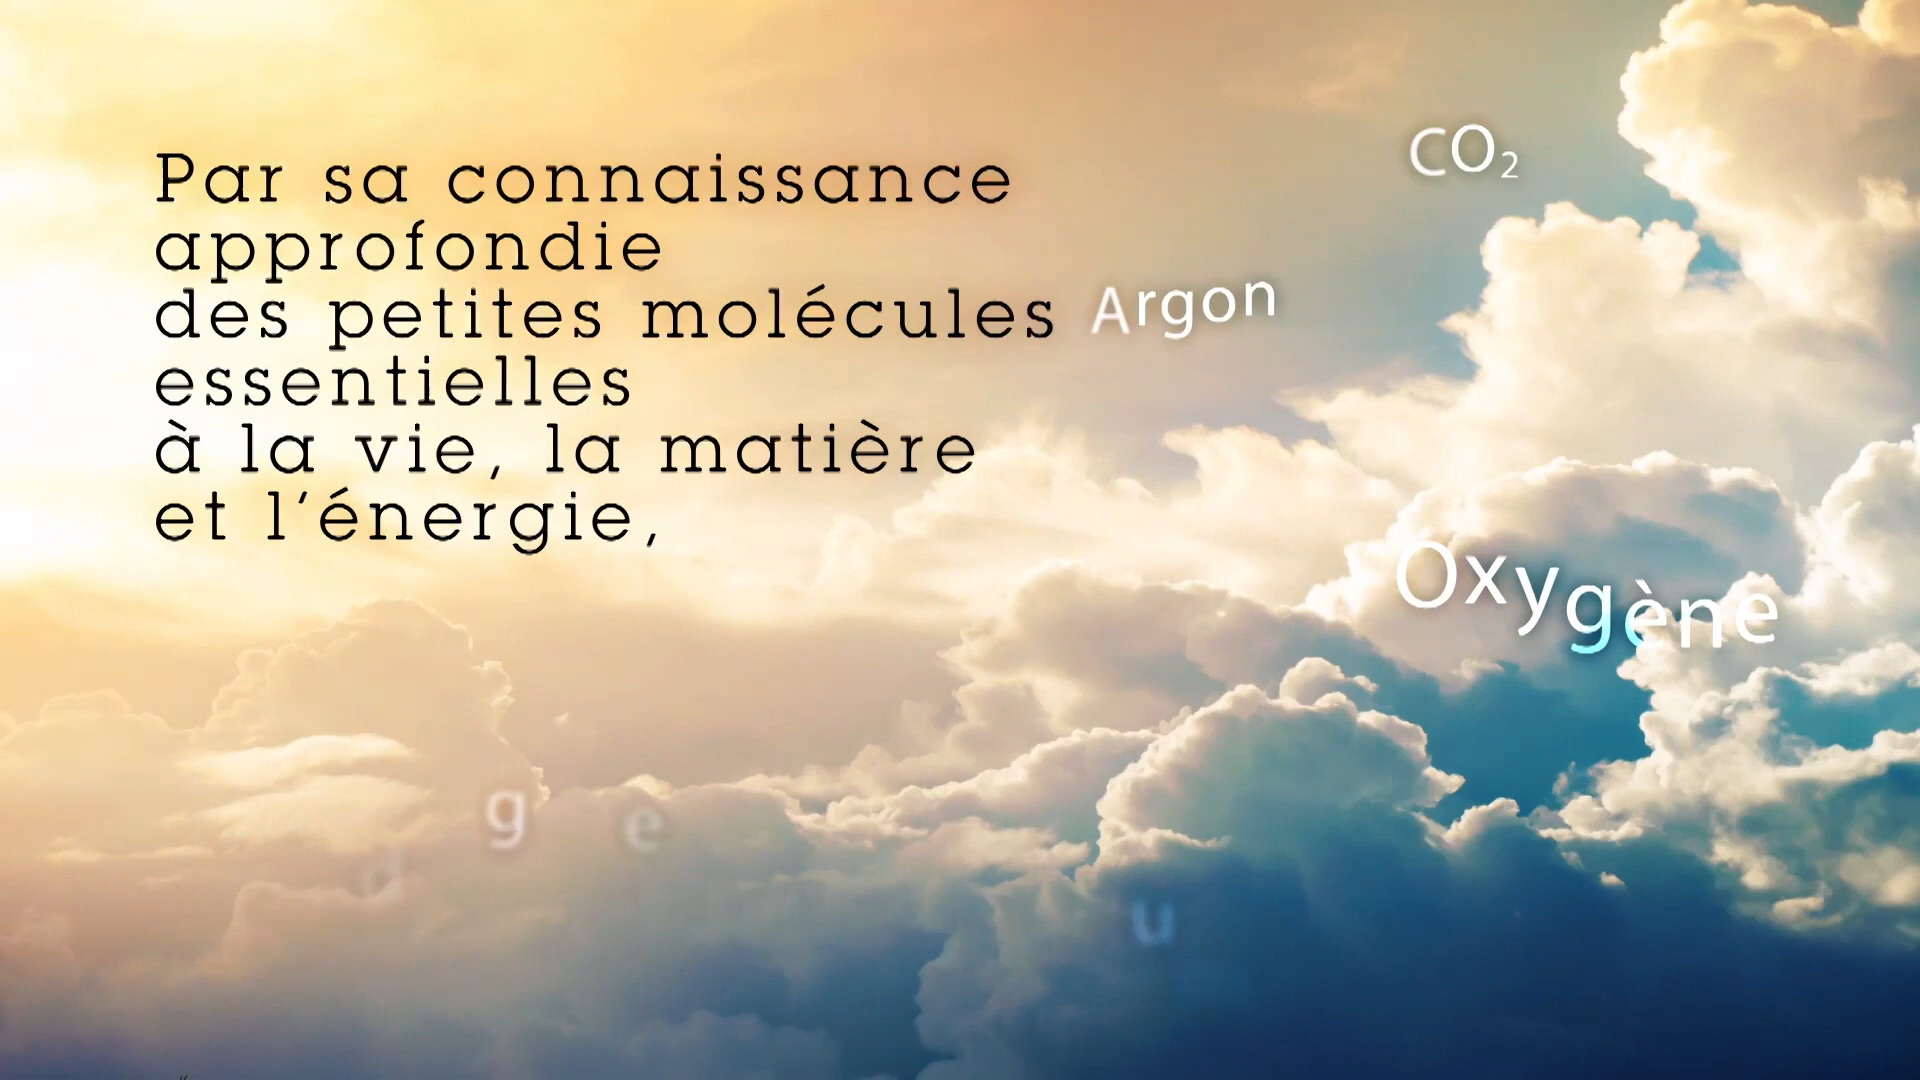 Par sa connaissance
approfondie
des petites molécules
essentielles
à la vie, la matière
et l’énergie,
CO₂
Argon
Oxygène
g
e
d
u